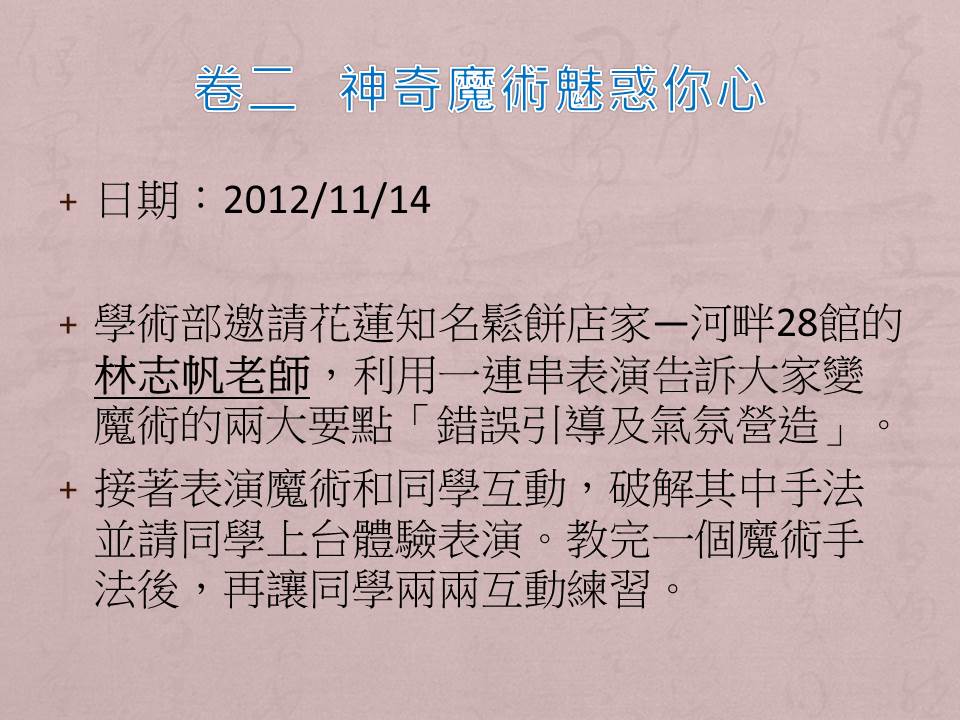 卷二 神奇魔術魅惑你心
+ 日期：2012/11/14
+ 學術部邀請花蓮知名鬆餅店家—河畔28館的
林志帆老師，利用一連串表演告訴大家變
魔術的兩大要點「錯誤引導及氣氛營造」。
+ 接著表演魔術和同學互動，破解其中手法
並請同學上台體驗表演。教完一個魔術手
法後，再讓同學兩兩互動練習。